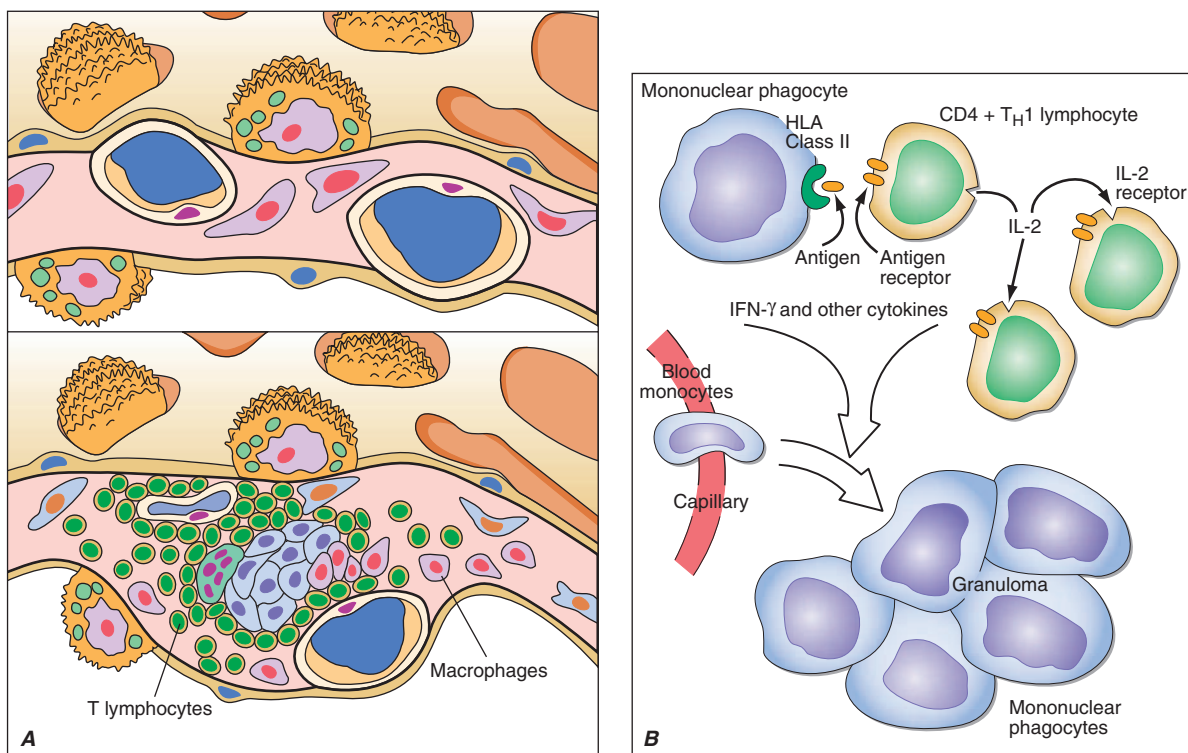 T lymphocytes
Macrophages
A
Mononuclear phagocyte
HLA
Class II
CD4 + TH1 lymphocyte
IL-2
receptor
IL-2
Antigen
Antigen
receptor
IFN-γ and other cytokines
Blood
monocytes
Capillary
Granuloma
Mononuclear
phagocytes
B